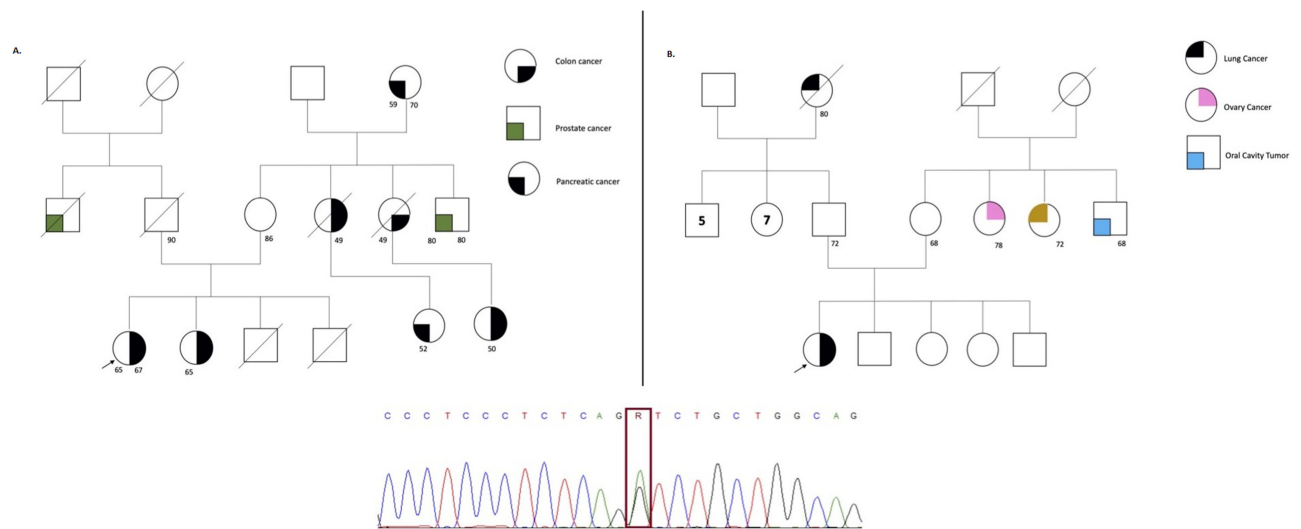 A.
Colon cancer
59 70
Prostate cancer
Pancreatic cancer
90
86
49
49
80 80
65 67
65
52
50
B.
Lung Cancer
80
Ovary Cancer
Oral Cavity Tumor
5
7
72
68
78
72
68
C C C T C C C T C T C A G R T C T G C T G G C A G